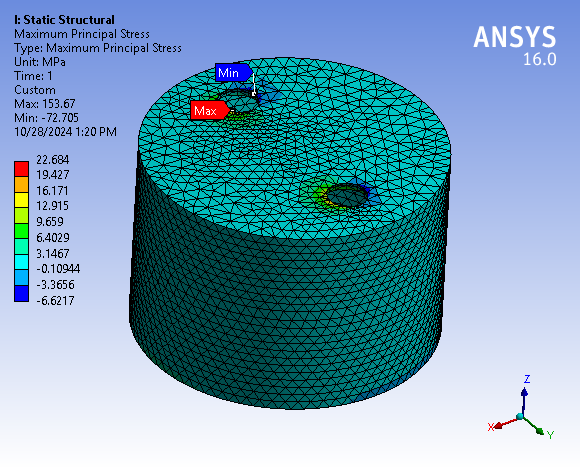 I: Static Structural
Maximum Principal Stress
Type: Maximum Principal Stress
Unit: MPa
Time: 1
Custom
Max: 153.67
Min: -72.705
10/28/2024 1:20 PM
22.684
19.427
16.171
12.915
9.659
6.4029
3.1467
-0.10944
-3.3656
-6.6217
ANSYS
16.0
Min
Max
Z
X
Y